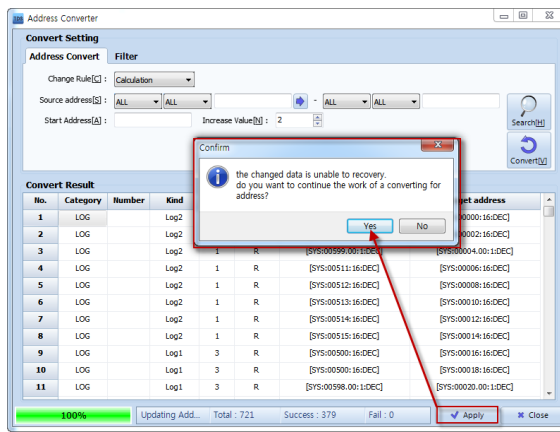 Address Converter
Convert Setting
Address Convert Filter
Change Rule[C] : Calculation
Source address[S] : ALL ALL - ALL ALL
Search[H]
Start Address[A] : Increase Value[N] : 2
Convert[V]
Confirm
the changed data is unable to recovery.
do you want to continue the work of a converting for
address?
Yes No
Convert Result
No. Category Number Kind get address
1 LOG Log2 00000:16:DEC]
2 LOG Log2 00002:16:DEC]
3 LOG Log2 1 R [SYS:00599.00:1:DEC] [SYS:00004.00:1:DEC]
4 LOG Log2 1 R [SYS:00511:16:DEC] [SYS:00006:16:DEC]
5 LOG Log2 1 R [SYS:00512:16:DEC] [SYS:00008:16:DEC]
6 LOG Log2 1 R [SYS:00513:16:DEC] [SYS:00010:16:DEC]
7 LOG Log2 1 R [SYS:00514:16:DEC] [SYS:00012:16:DEC]
8 LOG Log2 1 R [SYS:00515:16:DEC] [SYS:00014:16:DEC]
9 LOG Log1 3 R [SYS:00500:16:DEC] [SYS:00016:16:DEC]
10 LOG Log1 3 R [SYS:00500:16:DEC] [SYS:00018:16:DEC]
11 LOG Log1 3 R [SYS:00598.00:1:DEC] [SYS:00020.00:1:DEC]
100% Updating Add... Total : 721 Success : 379 Fail : 0 Apply Close